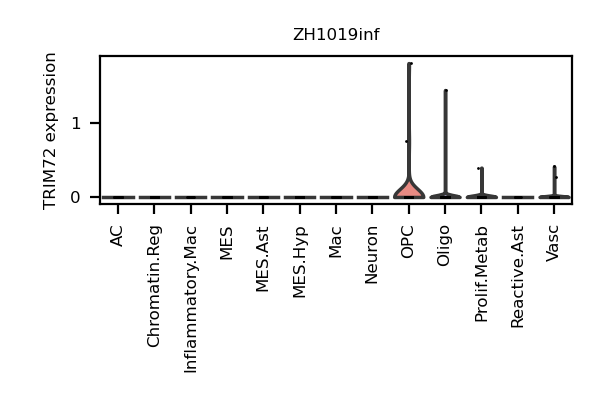 ZH1019inf
TRIM72 expression
1
0
AC
Chromatin.Reg
Inflammatory.Mac
MES
MES.Ast
MES.Hyp
Mac
Neuron
OPC
Oligo
Prolif.Metab
Reactive.Ast
Vasc